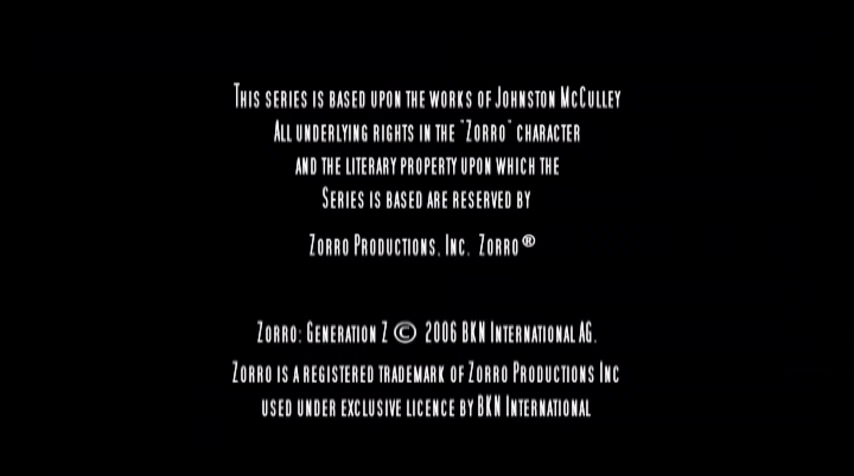 This series is based upon the works of Johnston McCulley
All underlying rights in the "Zorro" character
and the literary property upon which the
Series is based are reserved by
Zorro Productions, Inc. Zorro®
Zorro: Generation Z © 2006 BKN International AG.
Zorro is a registered trademark of Zorro Productions Inc
used under exclusive licence by BKN International